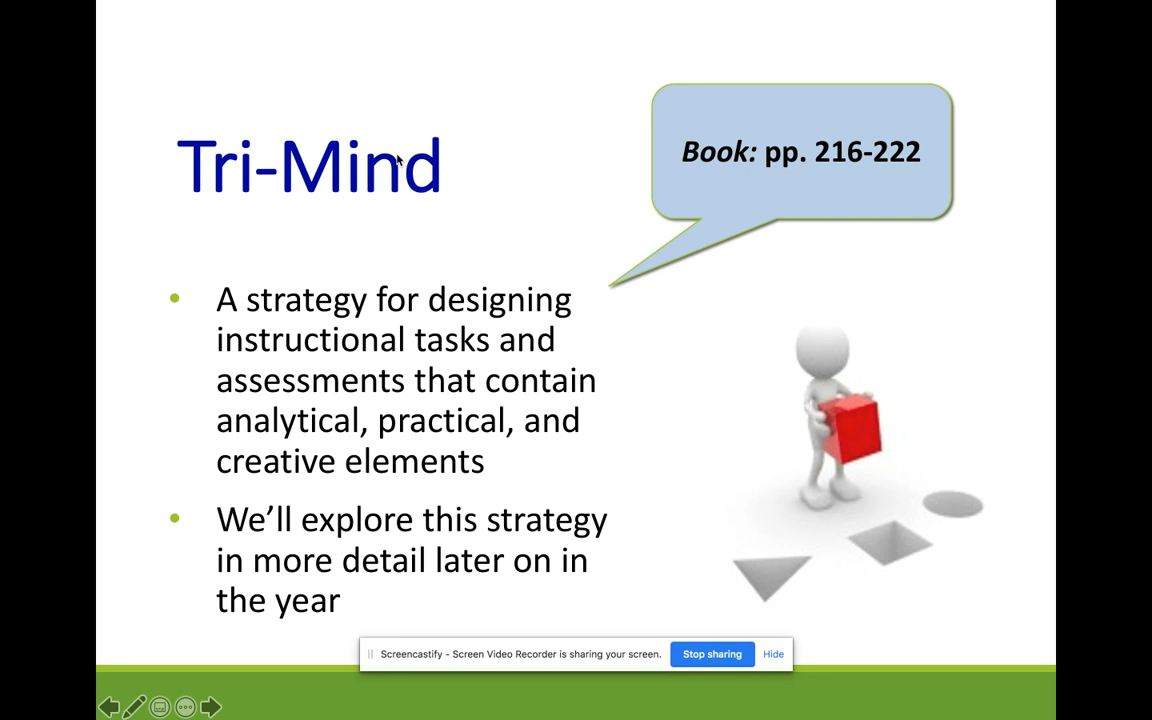 Tri-Mind
Book: pp. 216-222
• A strategy for designing
instructional tasks and
assessments that contain
analytical, practical, and
creative elements
• We’ll explore this strategy
in more detail later on in
the year
Screencastify - Screen Video Recorder is sharing your screen. Stop sharing Hide